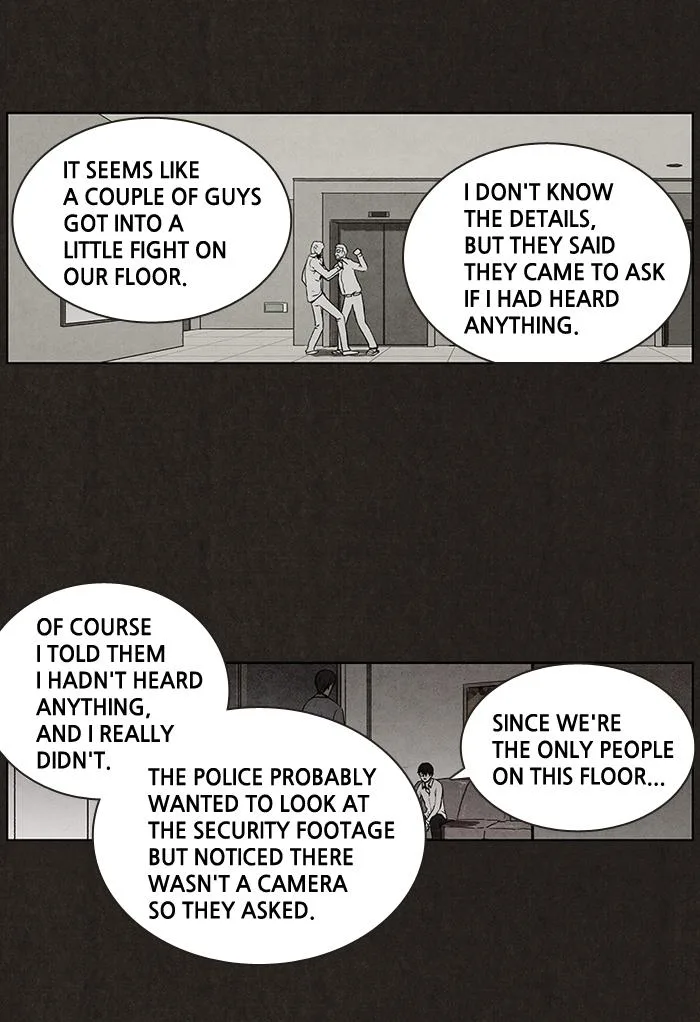 IT SEEMS LIKE
A COUPLE OF GUYS
GOT INTO A
LITTLE FIGHT ON
OUR FLOOR.
I DON'T KNOW
THE DETAILS,
BUT THEY SAID
THEY CAME TO ASK
IF I HAD HEARD
ANYTHING.
OF COURSE
I TOLD THEM
I HADN'T HEARD
ANYTHING,
AND I REALLY
DIDN'T.
THE POLICE PROBABLY
WANTED TO LOOK AT
THE SECURITY FOOTAGE
BUT NOTICED THERE
WASN'T A CAMERA
SO THEY ASKED.
SINCE WE'RE
THE ONLY PEOPLE
ON THIS FLOOR...